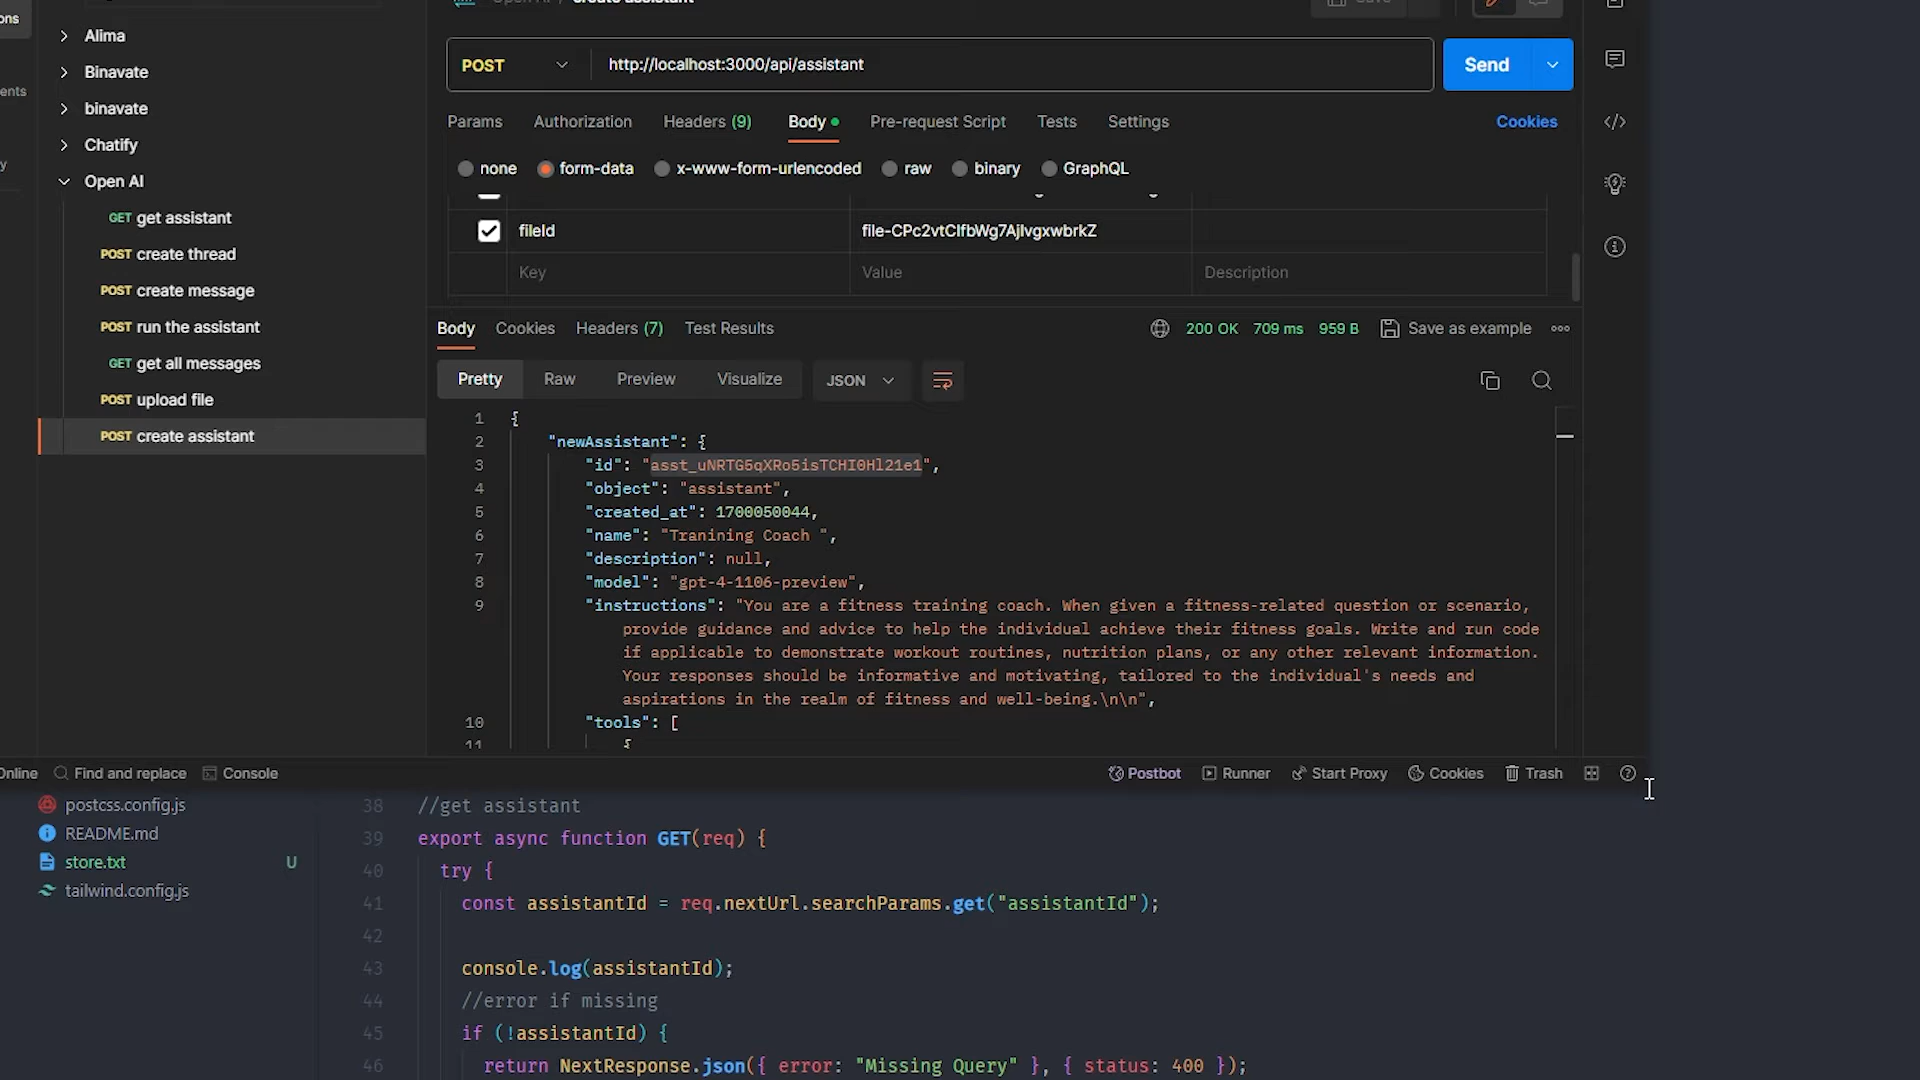 ons
ents
y
Alima
Binavate
binavate
Chatify
Open AI
GET get assistant
POST create thread
POST create message
POST run the assistant
GET get all messages
POST upload file
POST create assistant
create assistant
Save
POST
http://localhost:3000/api/assistant
Send
Params Authorization Headers (9) Body Pre-request Script Tests Settings Cookies
none form-data x-www-form-urlencoded raw binary GraphQL
fileId file-CPc2vtClfbWg7AjlvgxwbrkZ
Key Value Description
Body Cookies Headers (7) Test Results 200 OK 709 ms 959 B Save as example
Pretty Raw Preview Visualize JSON
1 {
2 "newAssistant": {
3 "id": "asst_uNRTG5qXRo5isTCHI0Hl21e1",
4 "object": "assistant",
5 "created_at": 1700050044,
6 "name": "Tranining Coach ",
7 "description": null,
8 "model": "gpt-4-1106-preview",
9 "instructions": "You are a fitness training coach. When given a fitness-related question or scenario,
provide guidance and advice to help the individual achieve their fitness goals. Write and run code
if applicable to demonstrate workout routines, nutrition plans, or any other relevant information.
Your responses should be informative and motivating, tailored to the individual's needs and
aspirations in the realm of fitness and well-being.\n\n",
10 "tools": [
11 {
Online Find and replace Console Postbot Runner Start Proxy Cookies Trash
postcss.config.js
README.md
store.txt U
tailwind.config.js
38 //get assistant
39 export async function GET(req) {
40 try {
41 const assistantId = req.nextUrl.searchParams.get("assistantId");
42
43 console.log(assistantId);
44 //error if missing
45 if (!assistantId) {
46 return NextResponse.json({ error: "Missing Query" }, { status: 400 });